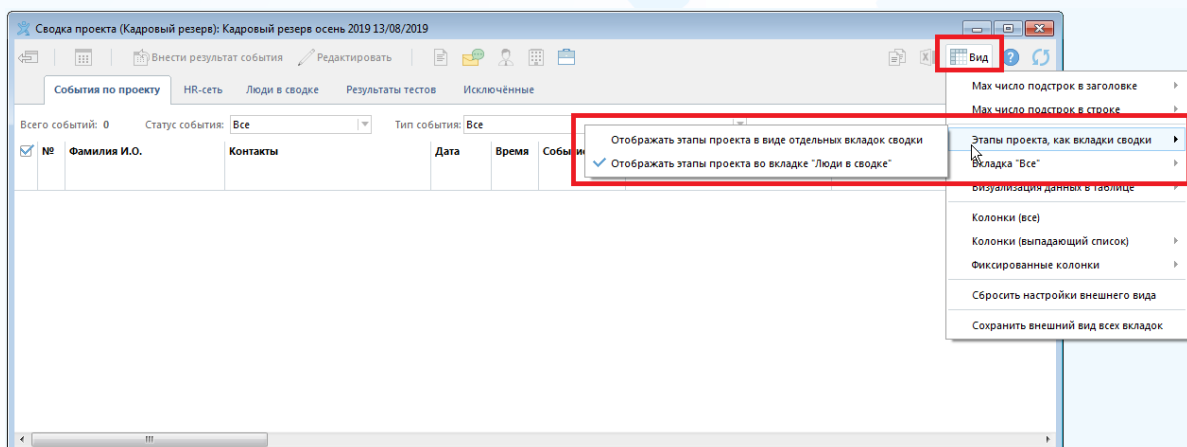 Сводка проекта (Кадровый резерв): Кадровый резерв осень 2019 13/08/2019
Внести результат события Редактировать Вид
События по проекту HR-сеть Люди в сводке Результаты тестов Исключённые
Всего событий: 0 Статус события: Все Тип события: Все
№ Фамилия И.О. Контакты Дата Время
Отображать этапы проекта в виде отдельных вкладок сводки
Отображать этапы проекта во вкладке "Люди в сводке"
Max число подстрок в заголовке
Max число подстрок в строке
Этапы проекта, как вкладки сводки
Вкладка "Все"
Визуализация данных в таблице
Колонки (все)
Колонки (выпадающий список)
Фиксированные колонки
Сбросить настройки внешнего вида
Сохранить внешний вид всех вкладок